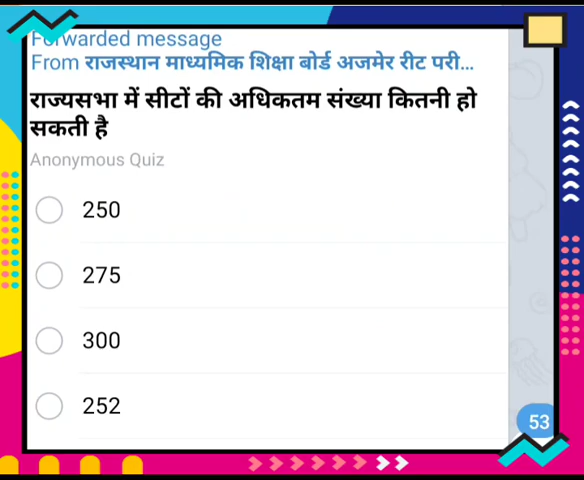 Forwarded message
From राजस्थान माध्यमिक शिक्षा बोर्ड अजमेर रीट परी...
राज्यसभा में सीटों की अधिकतम संख्या कितनी हो
सकती है
Anonymous Quiz
250
275
300
252
53